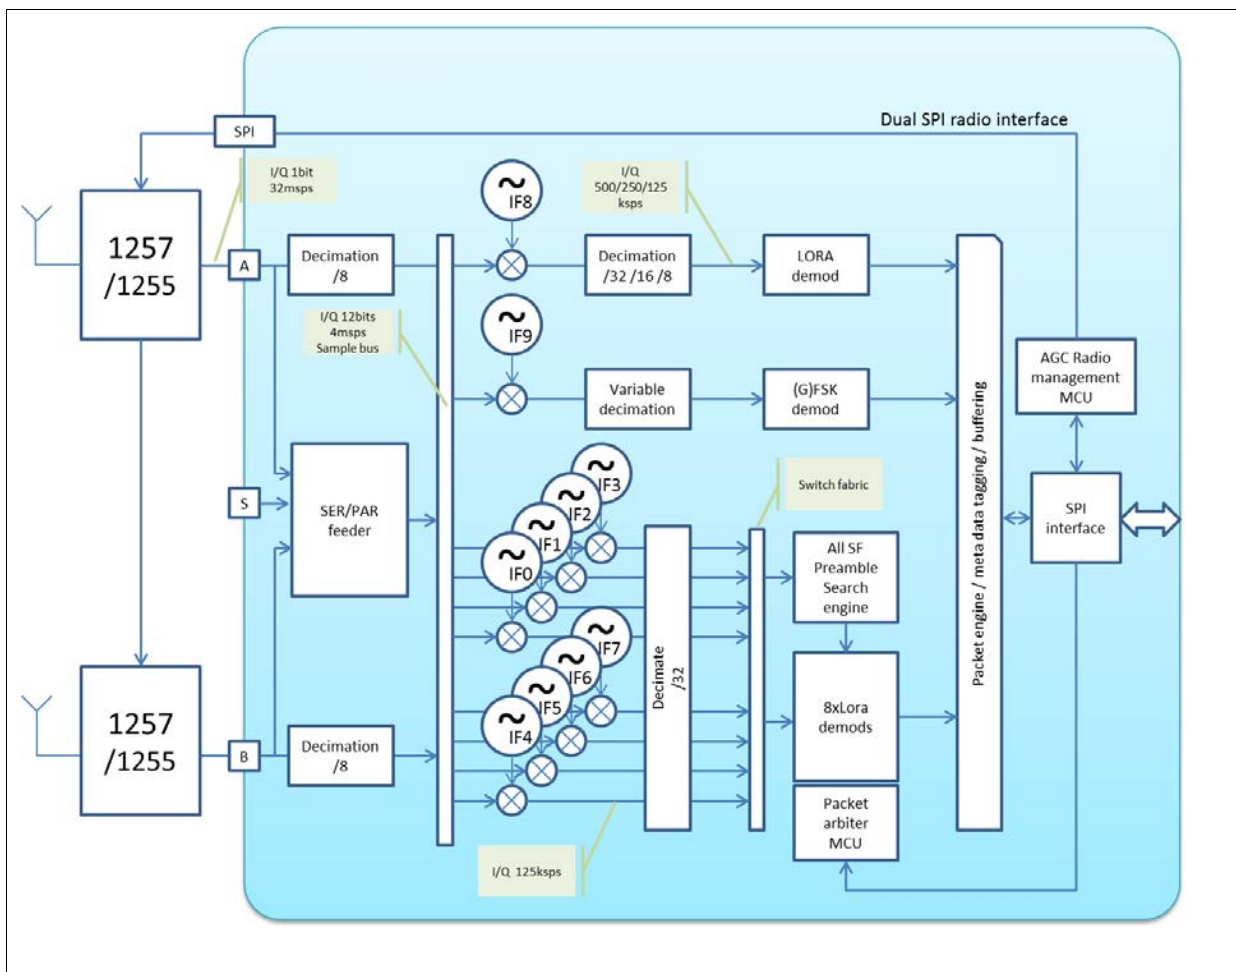 Dual SPI radio interface
SPI
I/Q 1bit
32msps
I/Q
500/250/125
ksps
~
IF8
1257
/1255
A
Decimation
/8
Decimation
/32 /16 /8
LORA
demod
I/Q 12bits
4msps
Sample bus
~
IF9
Variable
decimation
(G)FSK
demod
AGC Radio
management
MCU
Packet engine / meta data tagging / buffering
S
SER/PAR
feeder
~
IF3
~
IF2
~
IF1
~
IF0
Switch fabric
SPI
interface
All SF
Preamble
Search
engine
Decimate
/32
~
IF7
~
IF6
~
IF5
~
IF4
8xLora
demods
1257
/1255
B
Decimation
/8
Packet
arbiter
MCU
I/Q 125ksps